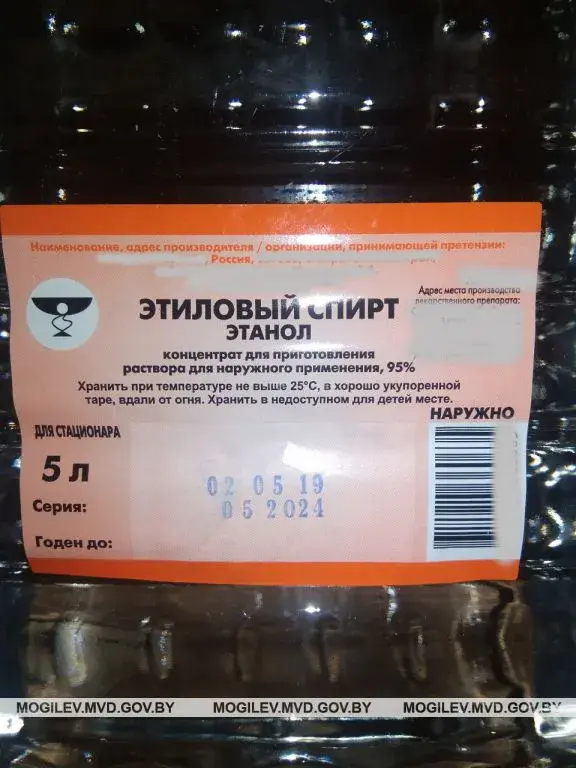 Наименование, адрес производителя / организации, принимающей претензии:
Россия,
Адрес места производства
лекарственного препарата:
ЭТИЛОВЫЙ СПИРТ
ЭТАНОЛ
концентрат для приготовления
раствора для наружного применения, 95%
Хранить при температуре не выше 25°С, в хорошо укупоренной
таре, вдали от огня. Хранить в недоступном для детей месте.
НАРУЖНО
ДЛЯ СТАЦИОНАРА
5 л
Серия:
02 05 19
05 2024
Годен до:
MOGILEV.MVD.GOV.BY MOGILEV.MVD.GOV.BY MOGILEV.MVD.GOV.BY